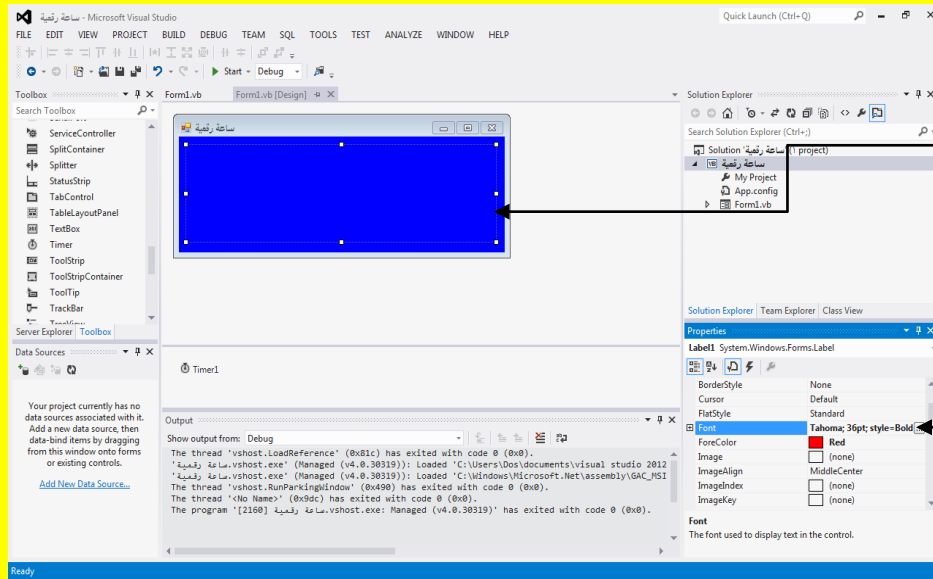 ساعة رقمية - Microsoft Visual Studio
Quick Launch (Ctrl+Q)
FILE EDIT VIEW PROJECT BUILD DEBUG TEAM SQL TOOLS TEST ANALYZE WINDOW HELP
Start - Debug
Toolbox
Search Toolbox
ServiceController
SplitContainer
Splitter
StatusStrip
TabControl
TableLayoutPanel
TextBox
Timer
ToolStrip
ToolStripContainer
ToolTip
TrackBar
Server Explorer Toolbox
Data Sources
Your project currently has no
data sources associated with it.
Add a new data source, then
data-bind items by dragging
from this window onto forms
or existing controls.
Add New Data Source...
Form1.vb Form1.vb [Design]
ساعة رقمية
Timer1
Output
Show output from: Debug
The thread 'vshost.LoadReference' (0x81c) has exited with code 0 (0x0).
'ساعة رقمية.vshost.exe' (Managed (v4.0.30319)): Loaded 'C:\Users\Dos\documents\visual studio 2012
'ساعة رقمية.vshost.exe' (Managed (v4.0.30319)): Loaded 'C:\Windows\Microsoft.Net\assembly\GAC_MSI
The thread 'vshost.RunParkingWindow' (0x490) has exited with code 0 (0x0).
The thread '<No Name>' (0x9dc) has exited with code 0 (0x0).
The program '[2160] ساعة رقمية.vshost.exe: Managed (v4.0.30319)' has exited with code 0 (0x0).
Solution Explorer
Search Solution Explorer (Ctrl+;)
Solution 'ساعة رقمية' (1 project)
ساعة رقمية
My Project
App.config
Form1.vb
Solution Explorer Team Explorer Class View
Properties
Label1 System.Windows.Forms.Label
BorderStyle None
Cursor Default
FlatStyle Standard
Font Tahoma; 36pt; style=Bold
ForeColor Red
Image (none)
ImageAlign MiddleCenter
ImageIndex (none)
ImageKey (none)
Font
The font used to display text in the control.
Ready